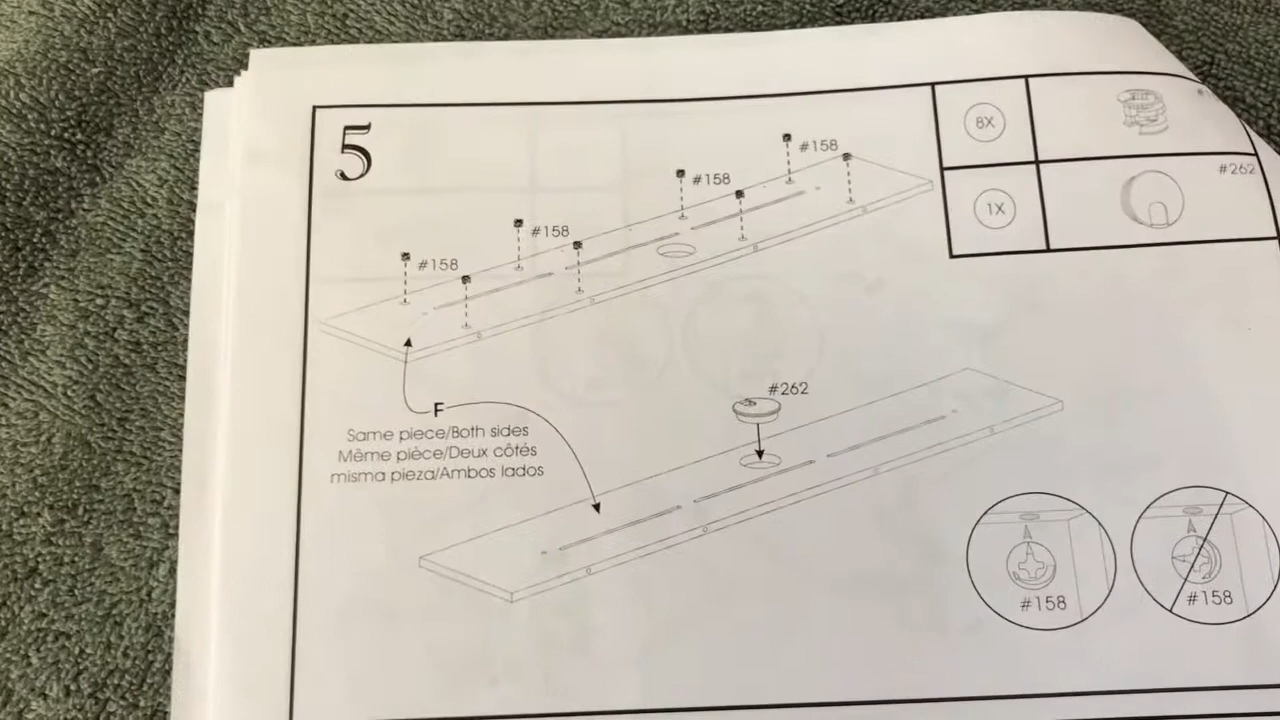 5
#158
#158
#158
#158
8X
1X
#262
F
Same piece/Both sides
Même pièce/Deux côtés
misma pieza/Ambos lados
#262
#158
#158